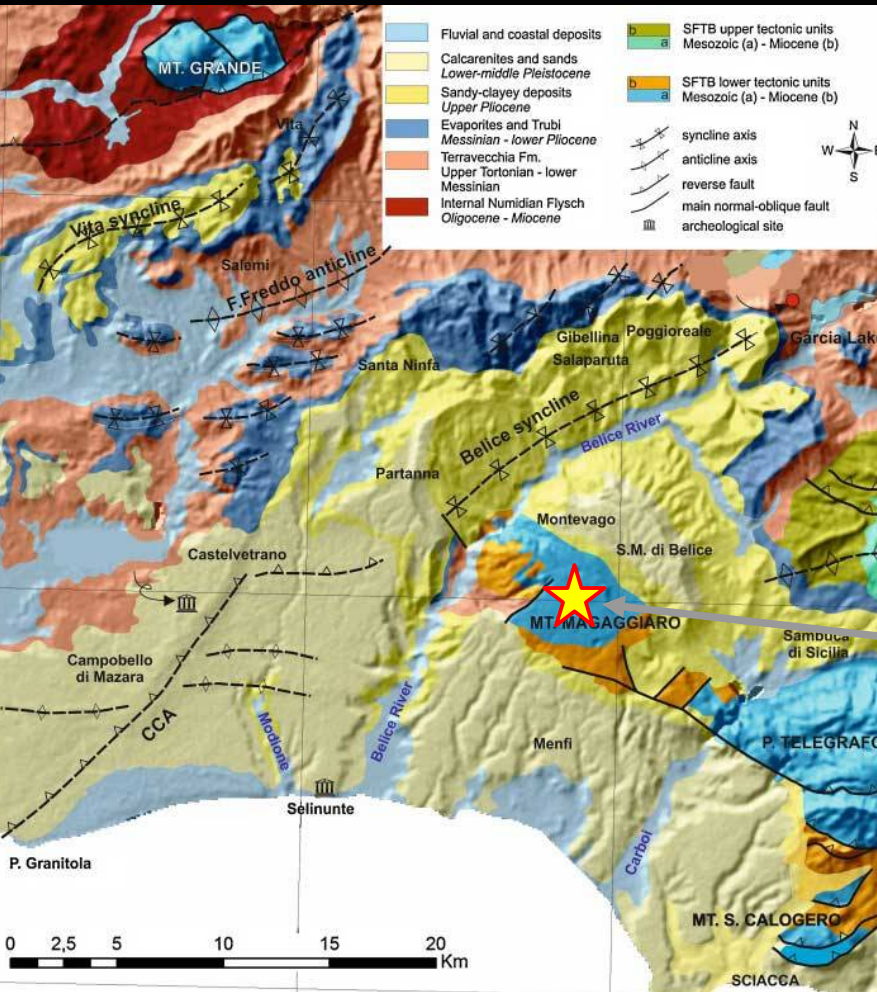 Fluvial and coastal deposits
Calcarenites and sands
Lower-middle Pleistocene
Sandy-clayey deposits
Upper Pliocene
Evaporites and Trubi
Messinian - lower Pliocene
Terravecchia Fm.
Upper Tortonian - lower
Messinian
Internal Numidian Flysch
Oligocene - Miocene
b
a
SFTB upper tectonic units
Mesozoic (a) - Miocene (b)
b
a
SFTB lower tectonic units
Mesozoic (a) - Miocene (b)
syncline axis
anticline axis
reverse fault
main normal-oblique fault
archeological site
N
W
E
S
MT. GRANDE
Vita
Vita syncline
Salemi
F.Freddo anticline
Gibellina
Poggioreale
Salaparuta
Garcia Lake
Santa Ninfa
Belice syncline
Belice River
Partanna
Montevago
Castelvetrano
S.M. di Belice
MT. MAGAGGIARO
Sambuca
di Sicilia
Campobello
di Mazara
CCA
Modione
Belice River
Menfi
P. TELEGRAFO
Selinunte
Carboi
P. Granitola
MT. S. CALOGERO
SCIACCA
0 2,5 5 10 15 20
Km